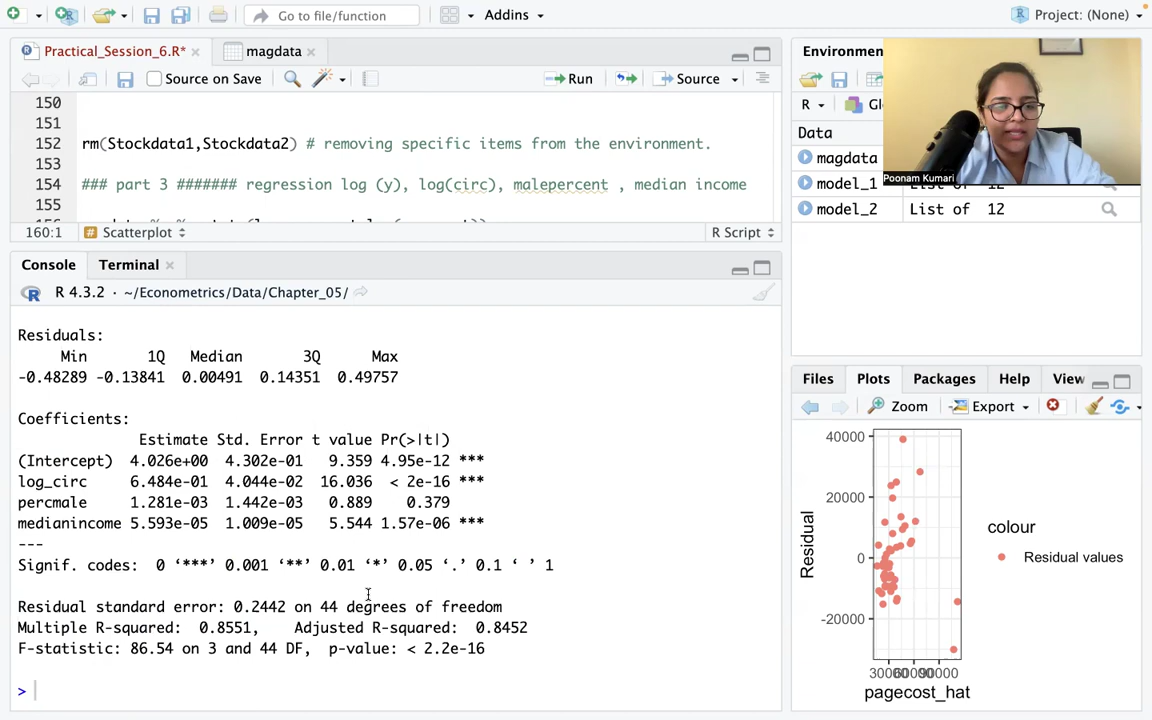 Go to file/function
Addins
Project: (None)
Practical_Session_6.R*
magdata
Source on Save
Run
Source
150
151
152 rm(Stockdata1,Stockdata2) # removing specific items from the environment.
153
154 ### part 3 ####### regression log (y), log(circ), malepercent , median income
155
160:1 Scatterplot R Script
Console Terminal
R 4.3.2 · ~/Econometrics/Data/Chapter_05/
Residuals:
Min 1Q Median 3Q Max
-0.48289 -0.13841 0.00491 0.14351 0.49757
Coefficients:
Estimate Std. Error t value Pr(>|t|)
(Intercept) 4.026e+00 4.302e-01 9.359 4.95e-12 ***
log_circ 6.484e-01 4.044e-02 16.036 < 2e-16 ***
percmale 1.281e-03 1.442e-03 0.889 0.379
medianincome 5.593e-05 1.009e-05 5.544 1.57e-06 ***
---
Signif. codes: 0 ‘***’ 0.001 ‘**’ 0.01 ‘*’ 0.05 ‘.’ 0.1 ‘ ’ 1
Residual standard error: 0.2442 on 44 degrees of freedom
Multiple R-squared: 0.8551, Adjusted R-squared: 0.8452
F-statistic: 86.54 on 3 and 44 DF, p-value: < 2.2e-16
>
R
Data
magdata
model_1
model_2 List of 12
Poonam Kumari
Files Plots Packages Help View
Zoom Export
40000
20000
0
-20000
Residual
pagecost_hat
colour
Residual values